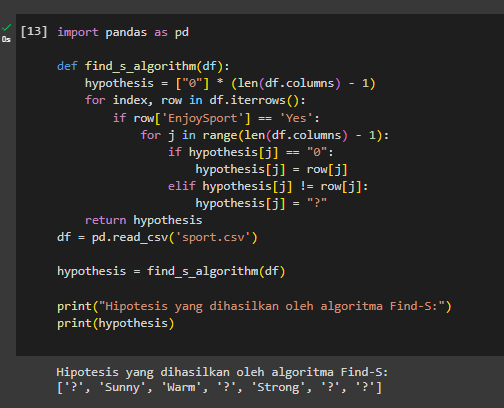 [13] import pandas as pd
def find_s_algorithm(df):
    hypothesis = ["0"] * (len(df.columns) - 1)
    for index, row in df.iterrows():
        if row['EnjoySport'] == 'Yes':
            for j in range(len(df.columns) - 1):
                if hypothesis[j] == "0":
                    hypothesis[j] = row[j]
                elif hypothesis[j] != row[j]:
                    hypothesis[j] = "?"
    return hypothesis
df = pd.read_csv('sport.csv')
hypothesis = find_s_algorithm(df)
print("Hipotesis yang dihasilkan oleh algoritma Find-S:")
print(hypothesis)
0s
Hipotesis yang dihasilkan oleh algoritma Find-S:
['?', 'Sunny', 'Warm', '?', 'Strong', '?', '?']